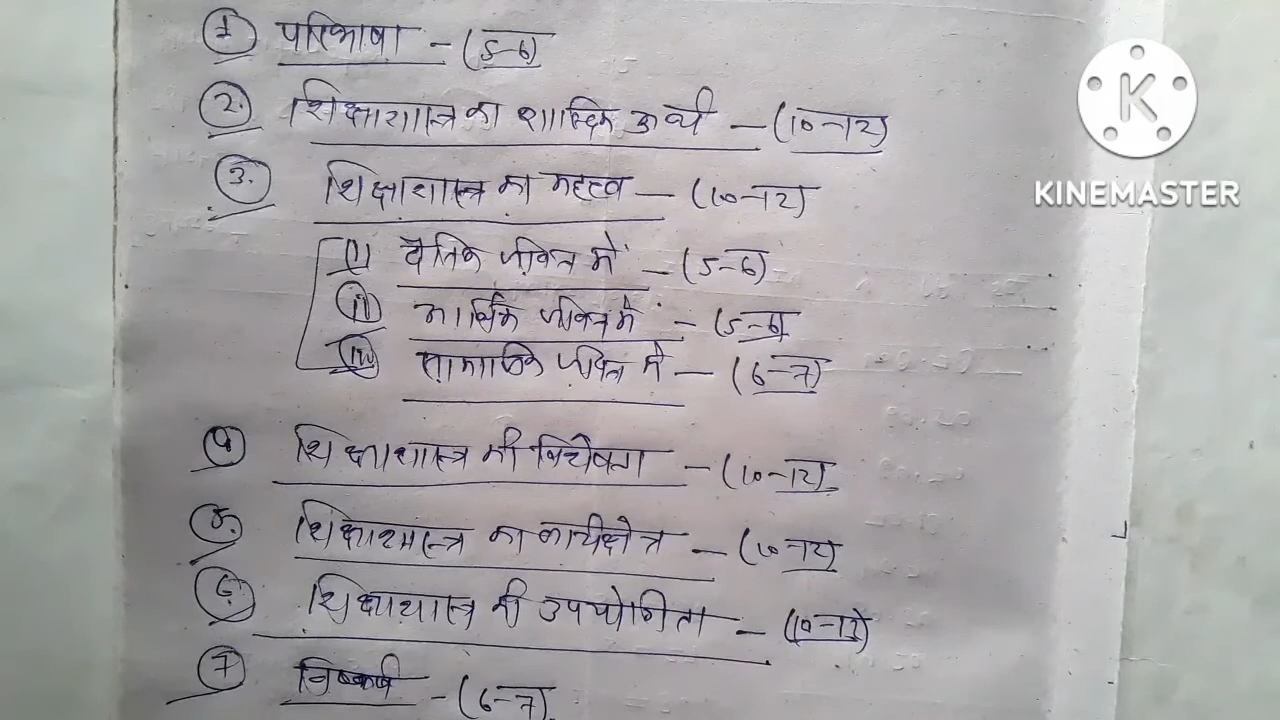 1. परिभाषा - (5-6)
2. शिक्षाशास्त्र का शाब्दिक अर्थ - (10-12)
3. शिक्षाशास्त्र का महत्व - (10-12)
(i) नैतिक जीवन में - (5-6)
(ii) आर्थिक जीवन में - (5-6)
(iii) सामाजिक जीवन में - (6-7)
4 शिक्षाशास्त्र की विशेषता - (10-12)
5. शिक्षाशास्त्र का कार्यक्षेत्र - (10-12)
6. शिक्षाशास्त्र की उपयोगिता - (10-12)
7 निष्कर्ष - (6-7)
K
KINEMASTER